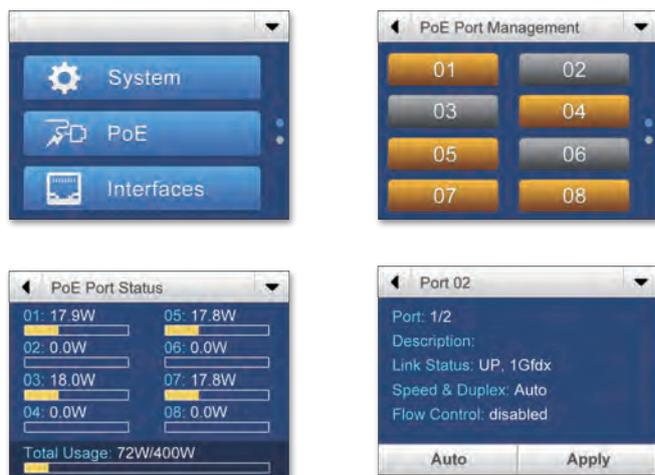 System
PoE
Interfaces
PoE Port Management
01 02
03 04
05 06
07 08
PoE Port Status
01: 17.9W 05: 17.8W
02: 0.0W 06: 0.0W
03: 18.0W 07: 17.8W
04: 0.0W 08: 0.0W
Total Usage: 72W/400W
Port 02
Port: 1/2
Description:
Link Status: UP, 1Gfdx
Speed & Duplex: Auto
Flow Control: disabled
Auto Apply